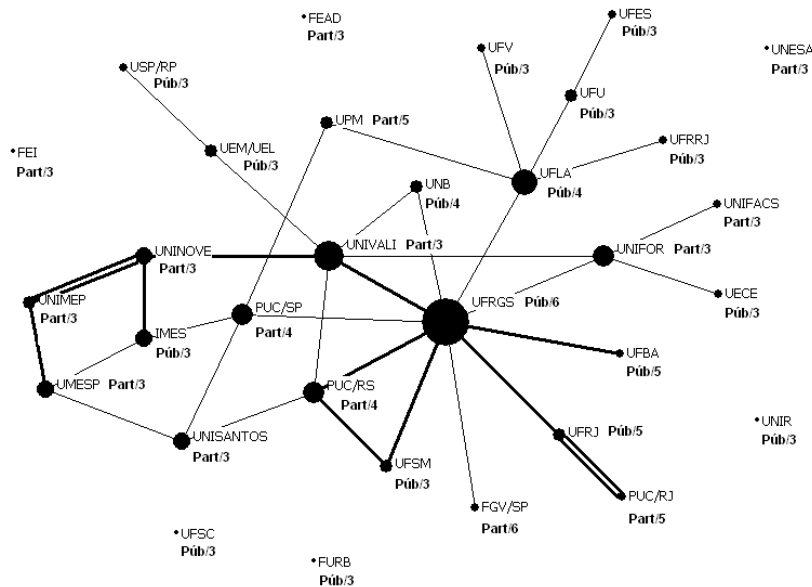 FEAD
Part/3
UFES
Púb/3
UFV
Púb/3
UNESA
Part/3
USP/RP
Púb/3
UFU
Púb/3
UPM Part/5
FEI
Part/3
UEM/UEL
Púb/3
UFRRJ
Púb/3
UFLA
Púb/4
UNB
Púb/4
UNIFACS
Part/3
UNINOVE
Part/3
UNIVALI Part/3
UNIFOR Part/3
UNIMEP
Part/3
UFRGS Púb/6
UECE
Púb/3
PUC/SP
Part/4
IMES
Púb/3
UFBA
Púb/5
UMESP Part/3
PUC/RS
Part/4
UNIR
Púb/3
UNISANTOS
Part/3
UFRJ Púb/5
UFSM
Púb/3
PUC/RJ
Part/5
FGV/SP
Part/6
UFSC
Púb/3
FURB
Púb/3